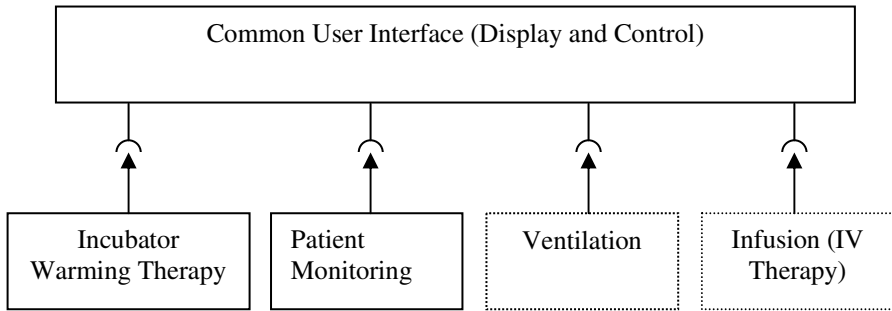 Common User Interface (Display and Control)
Incubator
Warming Therapy
Patient
Monitoring
Ventilation
Infusion (IV
Therapy)